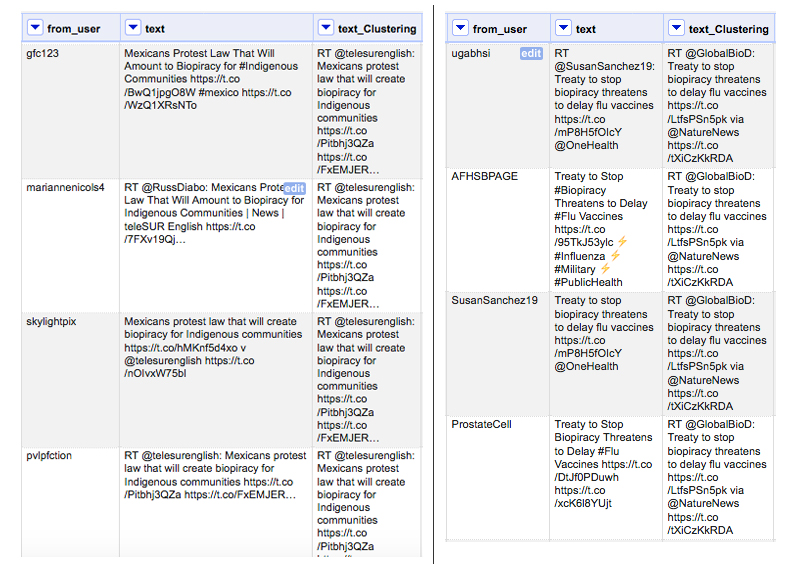 from_user
text
text_Clustering
gfc123
Mexicans Protest Law That Will
Amount to Biopiracy for #Indigenous
Communities https://t.co
/BwQ1jpgO8W #mexico https://t.co
/WzQ1XRsNTo
RT @telesurenglish:
Mexicans protest
law that will create
biopiracy for
Indigenous
communities
https://t.co
/Pitbhj3QZa
https://t.co
/FxEMJER…
mariannenicols4
RT @RussDiabo: Mexicans Prote
edit
Law That Will Amount to Biopiracy for
Indigenous Communities | News |
teleSUR English https://t.co
/7FXv19Qj…
RT @telesurenglish:
Mexicans protest
law that will create
biopiracy for
Indigenous
communities
https://t.co
/Pitbhj3QZa
https://t.co
/FxEMJER…
skylightpix
Mexicans protest law that will create
biopiracy for Indigenous communities
https://t.co/hMKnf5d4xo v
@telesurenglish https://t.co
/nOIvxW75bI
RT @telesurenglish:
Mexicans protest
law that will create
biopiracy for
Indigenous
communities
https://t.co
/Pitbhj3QZa
https://t.co
/FxEMJER…
pvlpfction
RT @telesurenglish: Mexicans protest
law that will create biopiracy for
Indigenous communities https://t.co
/Pitbhj3QZa https://t.co/FxEMJER…
RT @telesurenglish:
Mexicans protest
law that will create
biopiracy for
Indigenous
communities
https://t.co
/Pitbhj3QZa
from_user
text
text_Clustering
ugabhsi
edit
RT
@SusanSanchez19:
Treaty to stop
biopiracy threatens
to delay flu vaccines
https://t.co
/mP8H5fOIcY
@OneHealth
RT @GlobalBioD:
Treaty to stop
biopiracy threatens
to delay flu vaccines
https://t.co
/LtfsPSn5pk via
@NatureNews
https://t.co
/tXiCzKkRDA
AFHSBPAGE
Treaty to Stop
#Biopiracy
Threatens to Delay
#Flu Vaccines
https://t.co
/95TkJ53ylc ⚡
#Influenza ⚡
#Military ⚡
#PublicHealth
RT @GlobalBioD:
Treaty to stop
biopiracy threatens
to delay flu vaccines
https://t.co
/LtfsPSn5pk via
@NatureNews
https://t.co
/tXiCzKkRDA
SusanSanchez19
Treaty to stop
biopiracy threatens
to delay flu vaccines
https://t.co
/mP8H5fOIcY
@OneHealth
RT @GlobalBioD:
Treaty to stop
biopiracy threatens
to delay flu vaccines
https://t.co
/LtfsPSn5pk via
@NatureNews
https://t.co
/tXiCzKkRDA
ProstateCell
Treaty to Stop
Biopiracy Threatens
to Delay #Flu
Vaccines https://t.co
/DtJf0PDuwh
https://t.co
/xcK6l8YUjt
RT @GlobalBioD:
Treaty to stop
biopiracy threatens
to delay flu vaccines
https://t.co
/LtfsPSn5pk via
@NatureNews
https://t.co
/tXiCzKkRDA